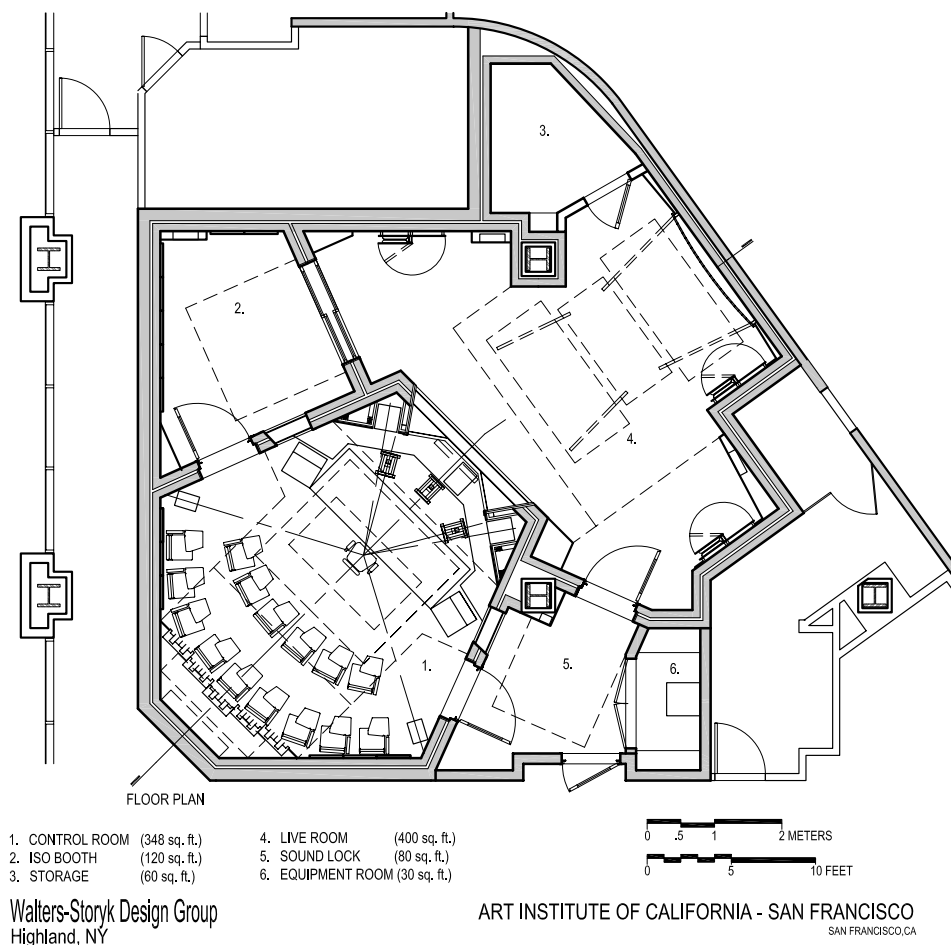 3.
2.
4.
1.
5.
6.
FLOOR PLAN
1. CONTROL ROOM (348 sq. ft.)
2. ISO BOOTH (120 sq. ft.)
3. STORAGE (60 sq. ft.)
4. LIVE ROOM (400 sq. ft.)
5. SOUND LOCK (80 sq. ft.)
6. EQUIPMENT ROOM (30 sq. ft.)
0 .5 1 2 METERS
0 5 10 FEET
Walters-Storyk Design Group
Highland, NY
ART INSTITUTE OF CALIFORNIA - SAN FRANCISCO
SAN FRANCISCO,CA